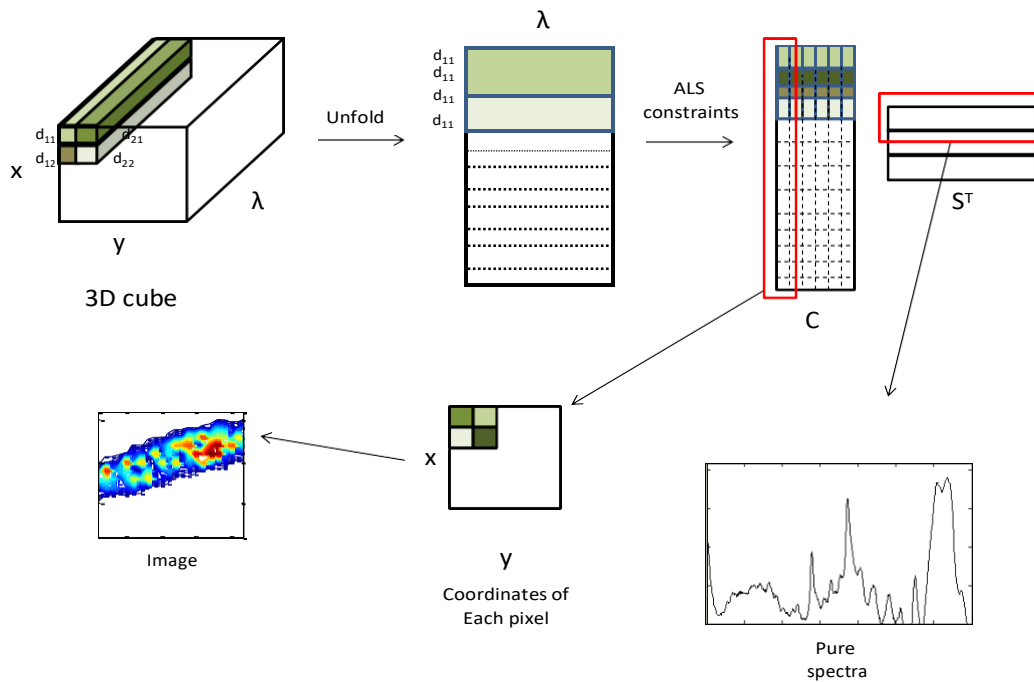 λ
d11
d11
d11
d11
Unfold
ALS
constraints
d11
d21
d12
d22
x
λ
y
3D cube
C
Sᵀ
x
y
Coordinates of
Each pixel
Image
Pure
spectra